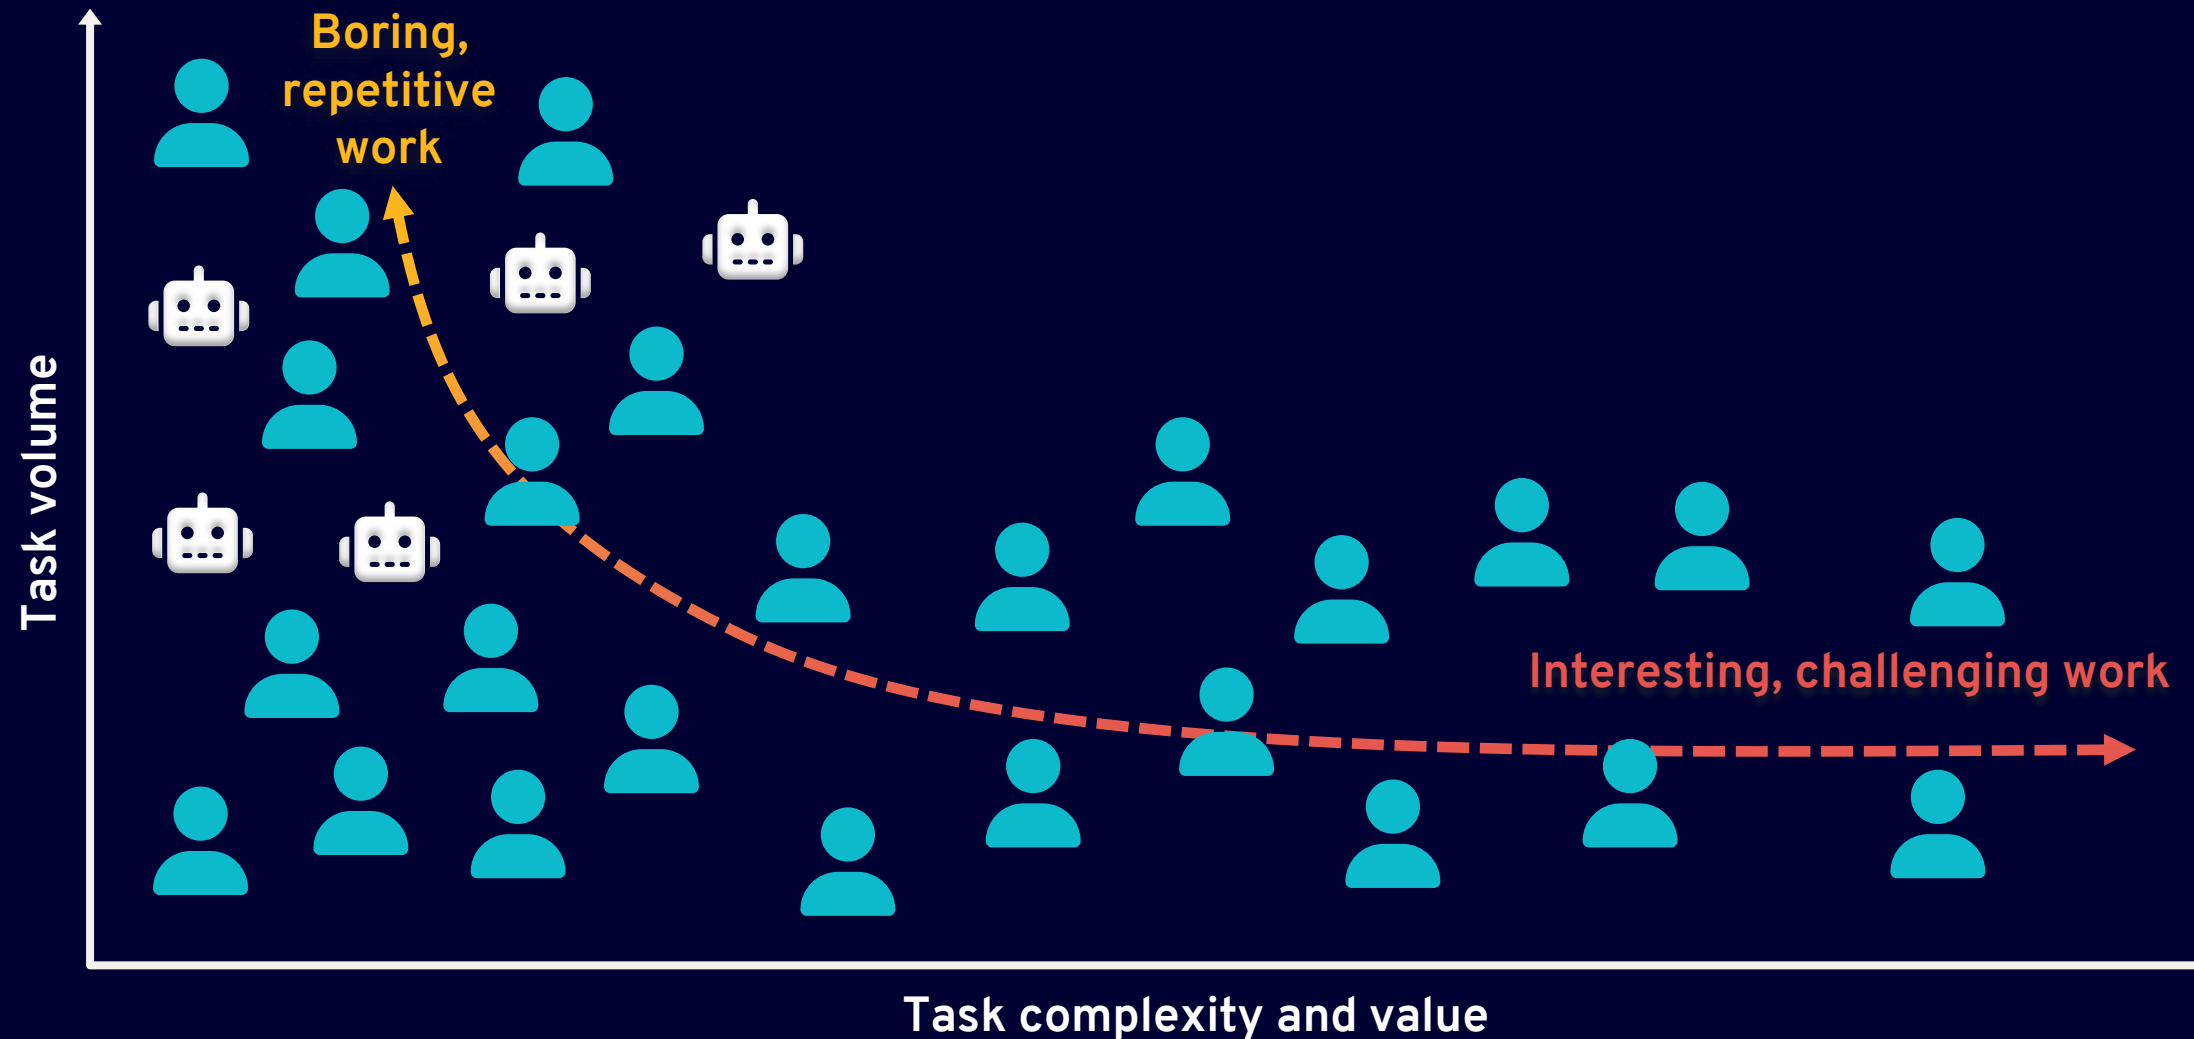 Boring,
repetitive
work
Task volume
Interesting, challenging work
Task complexity and value